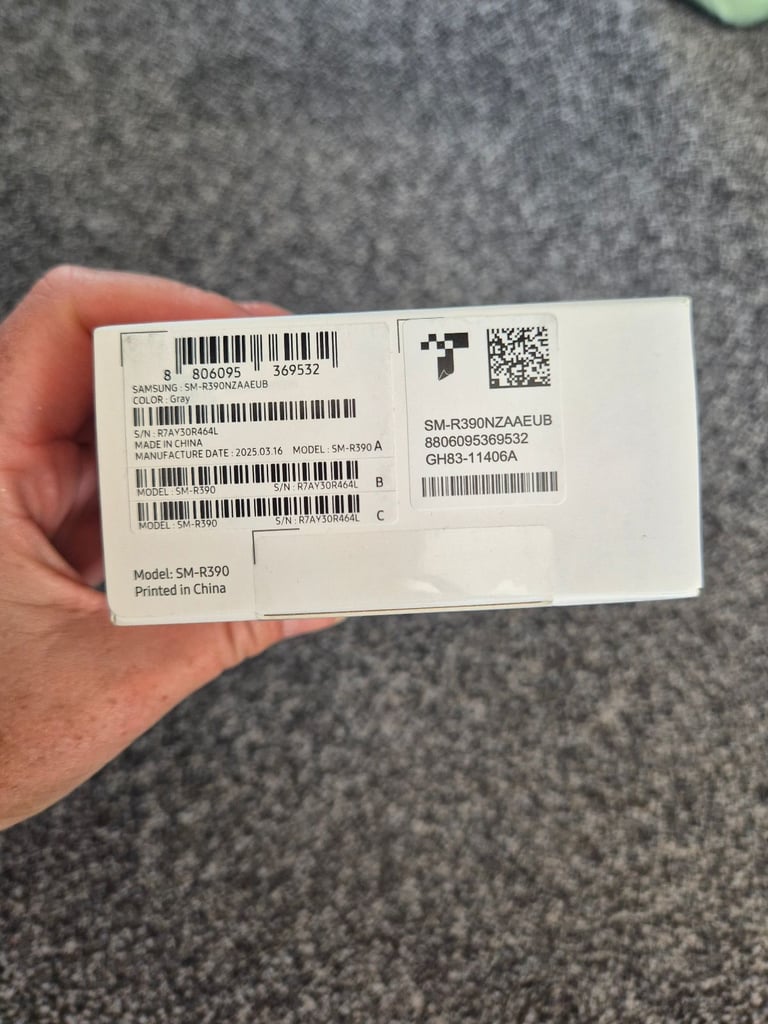 8 806095 369532
SAMSUNG : SM-R390NZAAEUB
COLOR : Gray
S/N : R7AY30R464L
MADE IN CHINA
MANUFACTURE DATE : 2025.03.16 MODEL : SM-R390 A
MODEL : SM-R390 S/N : R7AY30R464L B
MODEL : SM-R390 S/N : R7AY30R464L C
Model: SM-R390
Printed in China
SM-R390NZAAEUB
8806095369532
GH83-11406A